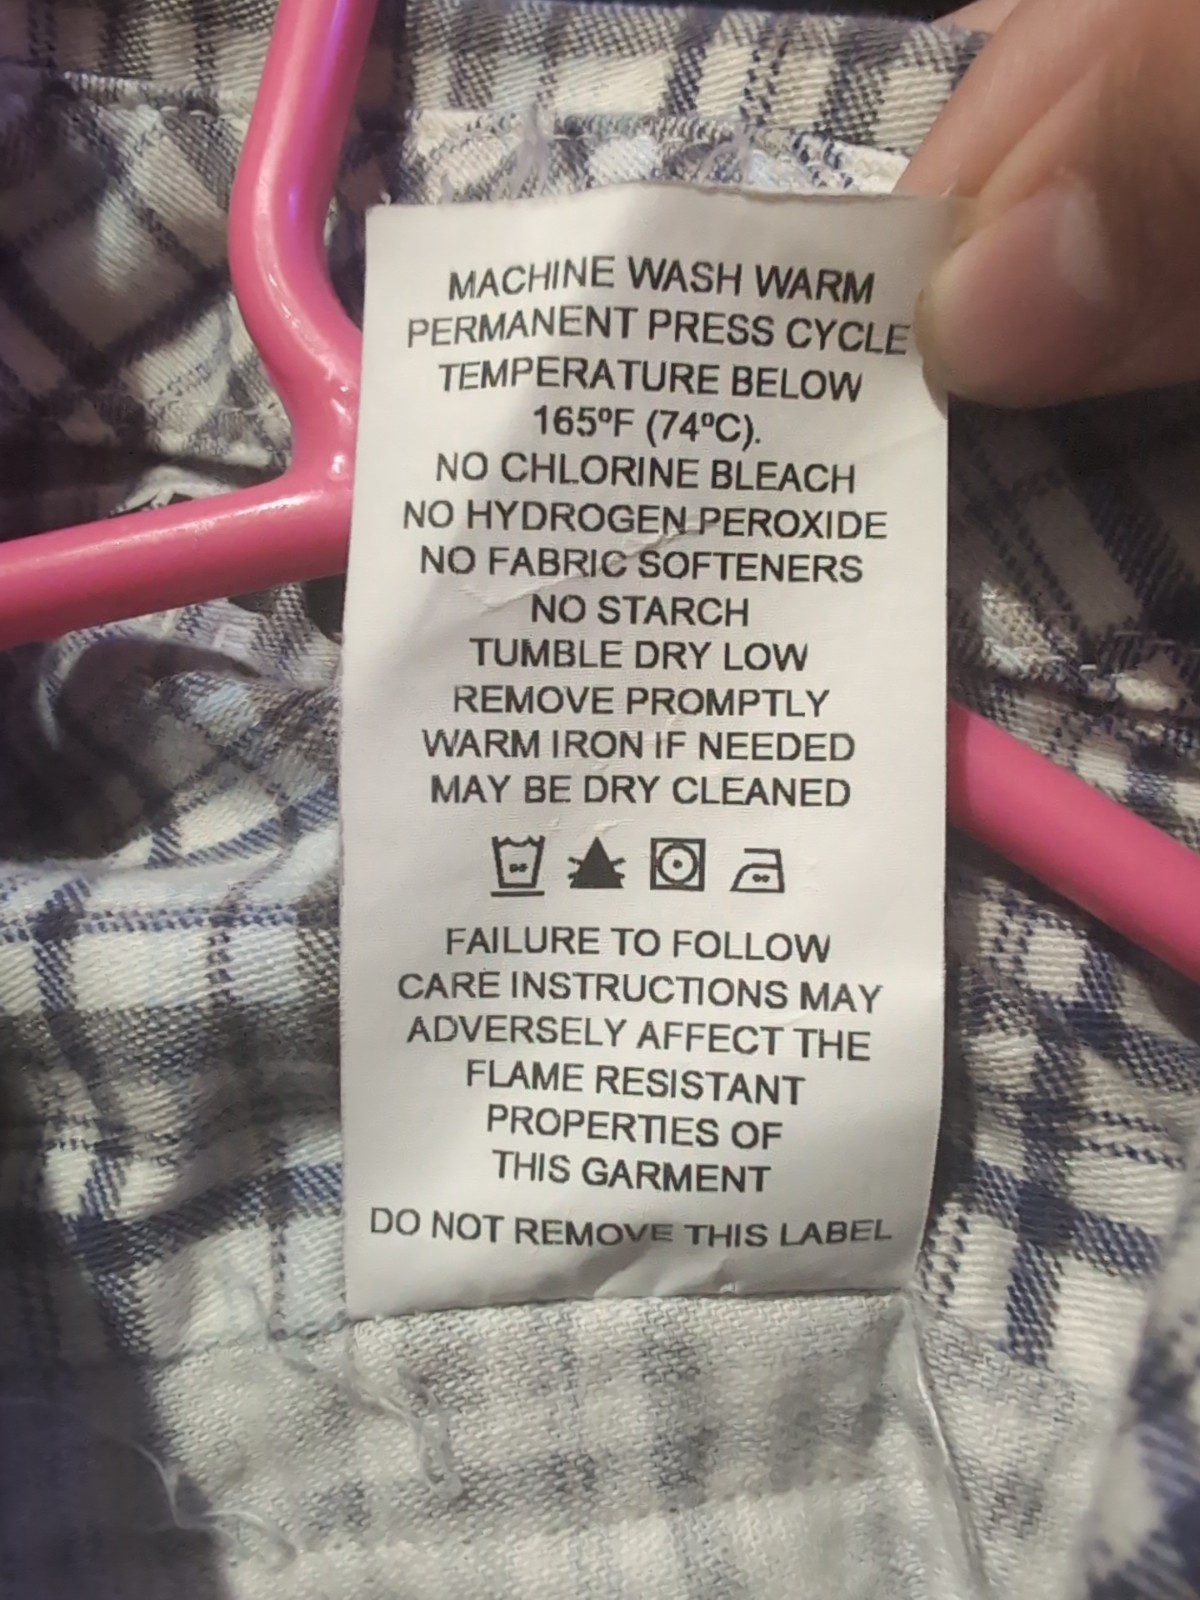 MACHINE WASH WARM
PERMANENT PRESS CYCLE
TEMPERATURE BELOW
165ºF (74ºC).
NO CHLORINE BLEACH
NO HYDROGEN PEROXIDE
NO FABRIC SOFTENERS
NO STARCH
TUMBLE DRY LOW
REMOVE PROMPTLY
WARM IRON IF NEEDED
MAY BE DRY CLEANED
FAILURE TO FOLLOW
CARE INSTRUCTIONS MAY
ADVERSELY AFFECT THE
FLAME RESISTANT
PROPERTIES OF
THIS GARMENT
DO NOT REMOVE THIS LABEL